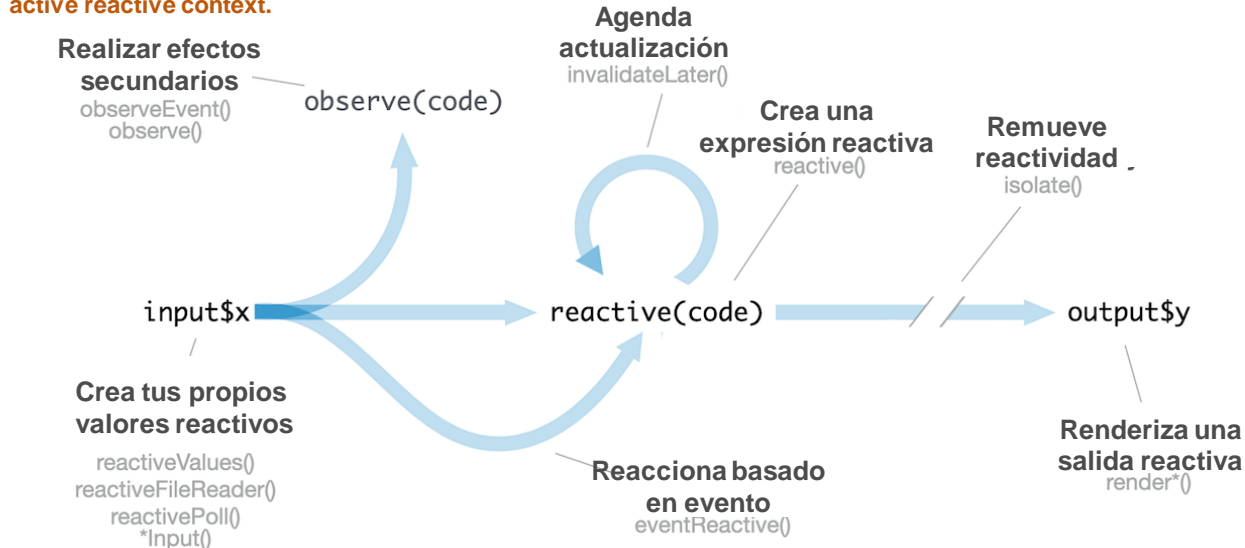 active reactive context.
Realizar efectos
secundarios
observeEvent()
observe()
observe(code)
Agenda
actualización
invalidateLater()
Crea una
expresión reactiva
reactive()
Remueve
reactividad
isolate()
input$x
reactive(code)
output$y
Crea tus propios
valores reactivos
reactiveValues()
reactiveFileReader()
reactivePoll()
*Input()
Reacciona basado
en evento
eventReactive()
Renderiza una
salida reactiva
render*()